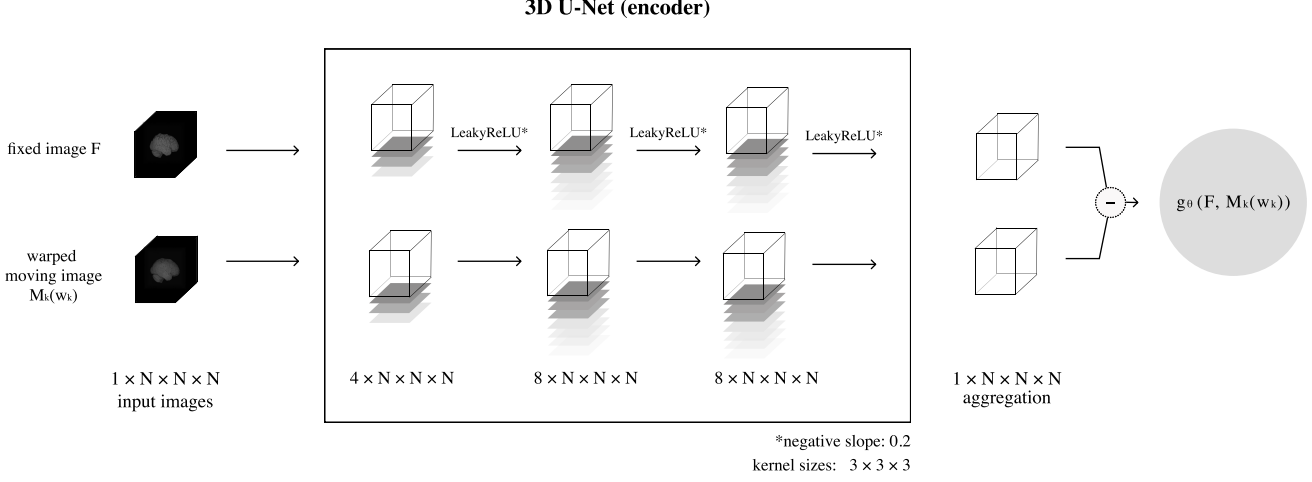 3D U-Net (encoder)
fixed image F
LeakyReLU*
LeakyReLU*
LeakyReLU*
−
gθ (F, Mk(wk))
warped
moving image
Mk(wk)
1 × N × N × N
input images
4 × N × N × N
8 × N × N × N
8 × N × N × N
1 × N × N × N
aggregation
*negative slope: 0.2
kernel sizes: 3 × 3 × 3